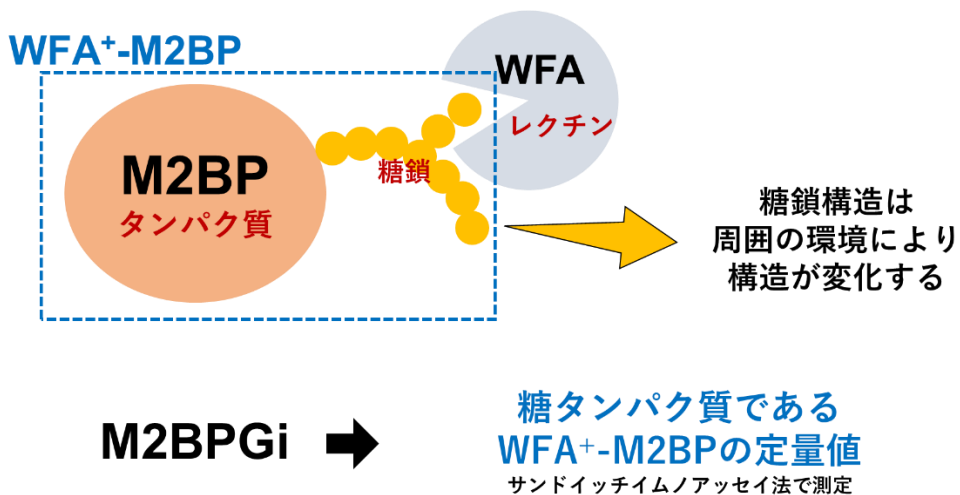 WFA⁺-M2BP
WFA
レクチン
M2BP
タンパク質
糖鎖
糖鎖構造は
周囲の環境により
構造が変化する
M2BPGi
糖タンパク質である
WFA⁺-M2BPの定量値
サンドイッチイムノアッセイ法で測定